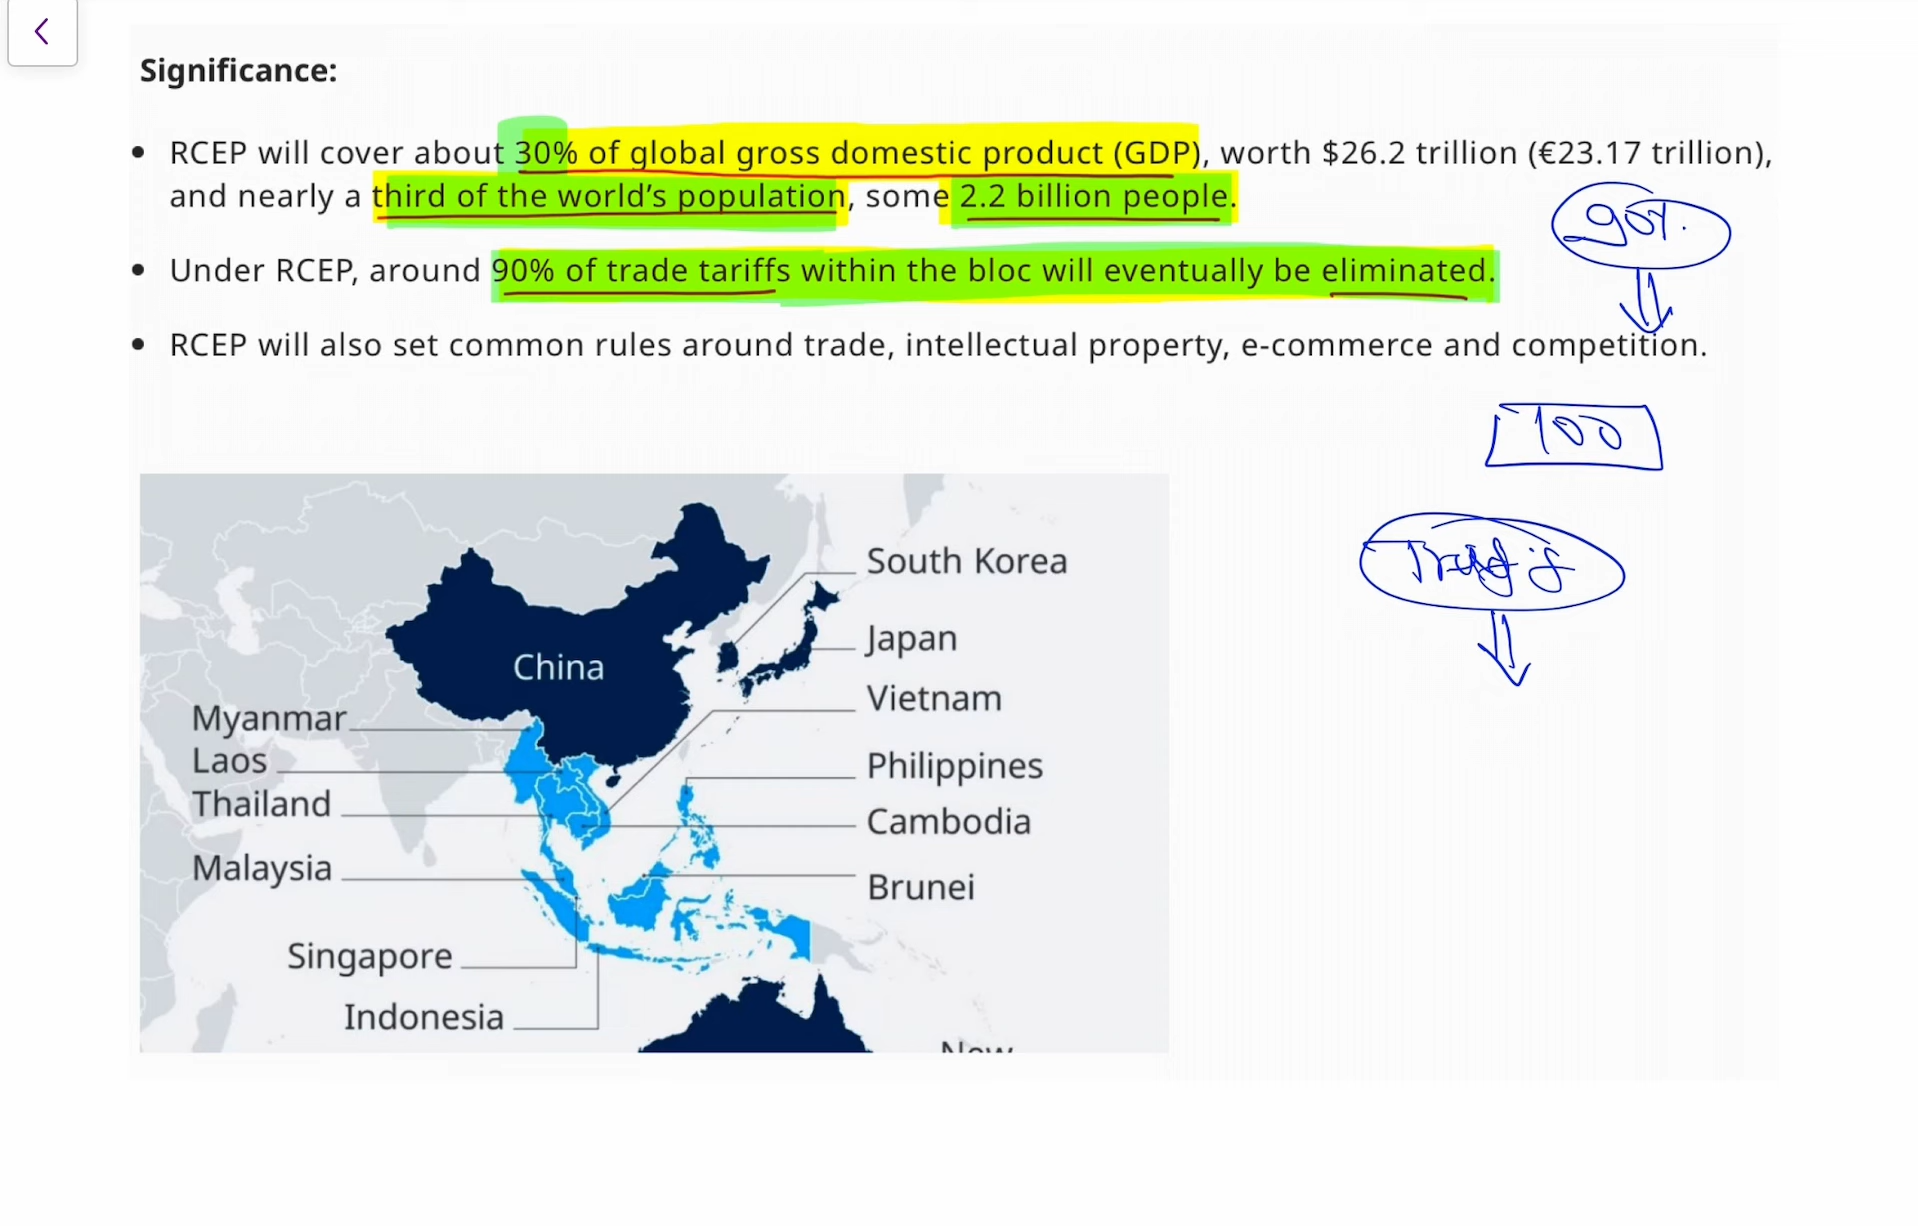 Significance:
• RCEP will cover about 30% of global gross domestic product (GDP), worth $26.2 trillion (€23.17 trillion),
and nearly a third of the world’s population, some 2.2 billion people.
90%.
• Under RCEP, around 90% of trade tariffs within the bloc will eventually be eliminated.
• RCEP will also set common rules around trade, intellectual property, e-commerce and competition.
100
South Korea
Japan
China
Vietnam
Myanmar
Laos
Philippines
Thailand
Cambodia
Malaysia
Brunei
Singapore
Indonesia